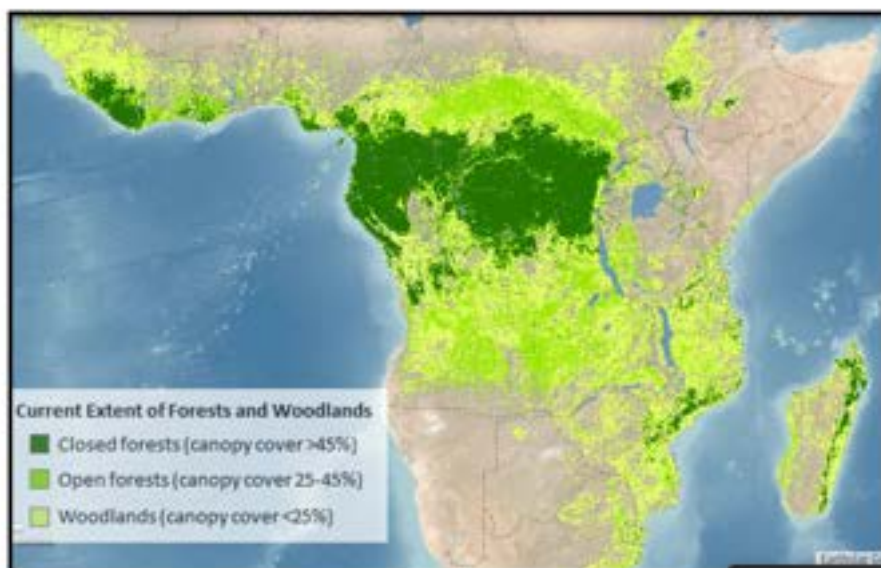 Current Extent of Forests and Woodlands
Closed forests (canopy cover >45%)
Open forests (canopy cover 25-45%)
Woodlands (canopy cover <25%)